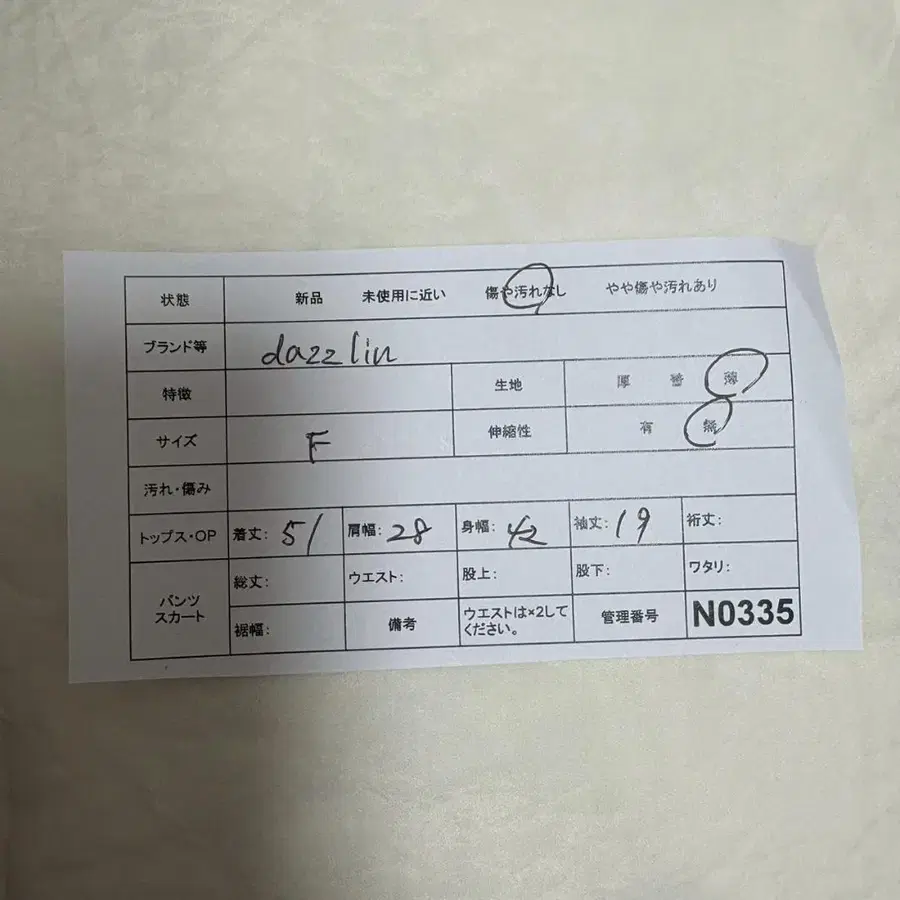 状態 新品 未使用に近い 傷や汚れなし やや傷や汚れあり
ブランド等 dazzlin
特徴 生地 厚 普 薄
サイズ F 伸縮性 有 無
汚れ・傷み
トップス・OP 着丈: 51 肩幅: 28 身幅: 42 袖丈: 19 裄丈:
パンツ
スカート
総丈: ウエスト: 股上: 股下: ワタリ:
裾幅: 備考 ウエストは×2して
ください。
管理番号 N0335